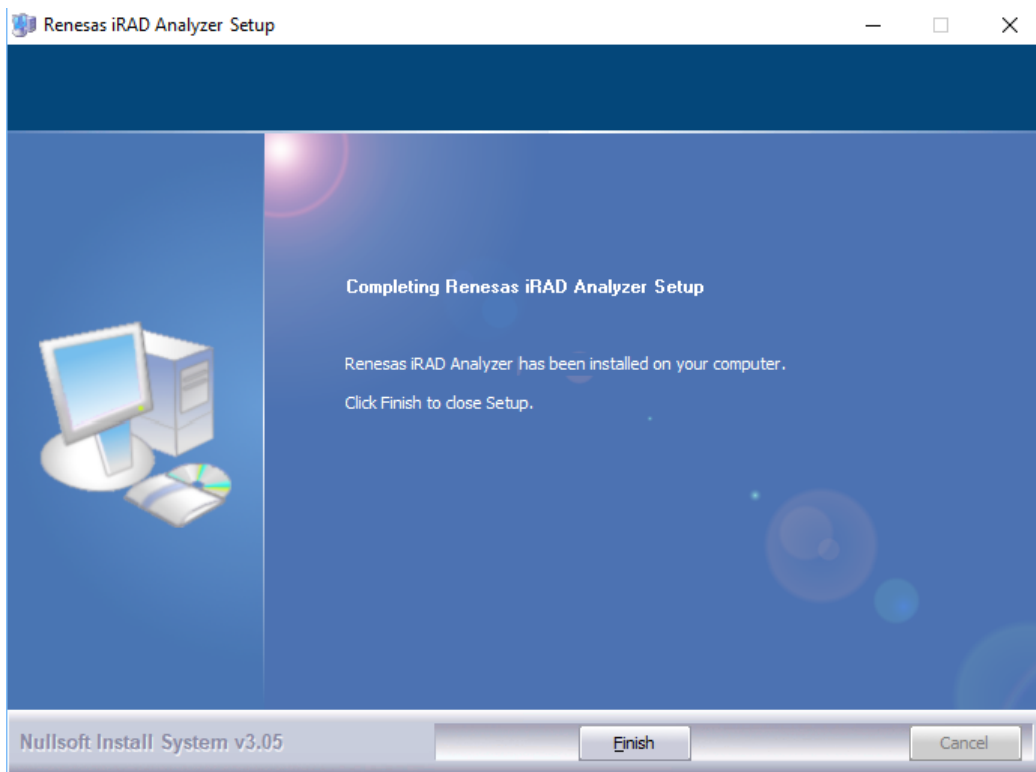 Renesas iRAD Analyzer Setup
Completing Renesas iRAD Analyzer Setup
Renesas iRAD Analyzer has been installed on your computer.
Click Finish to close Setup.
Nullsoft Install System v3.05
Finish
Cancel